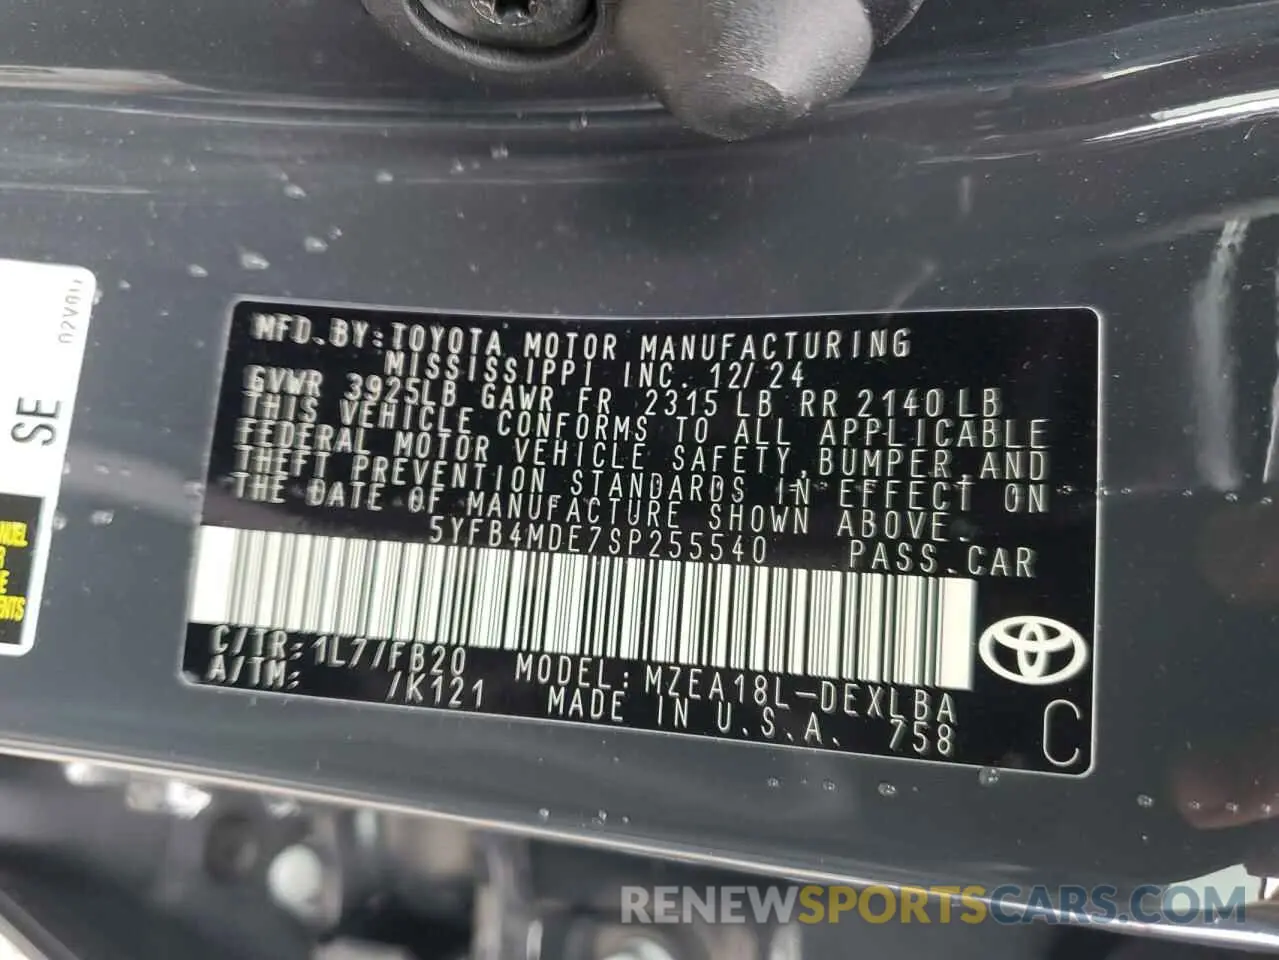 MFD. BY: TOYOTA MOTOR MANUFACTURING
MISSISSIPPI INC. 12/24
GVWR 3925LB GAWR FR 2315 LB RR 2140 LB
THIS VEHICLE CONFORMS TO ALL APPLICABLE
FEDERAL MOTOR VEHICLE SAFETY, BUMPER, AND
THEFT PREVENTION STANDARDS IN EFFECT ON
THE DATE OF MANUFACTURE SHOWN ABOVE.
5YFB4MDE7SP255540 PASS. CAR
C/TR: 1L7/FB20 MODEL: MZEA18L-DEXLBA
A/TM: /K121 MADE IN U.S.A. 758
C
SE
RENEWSPORTSCARS.COM